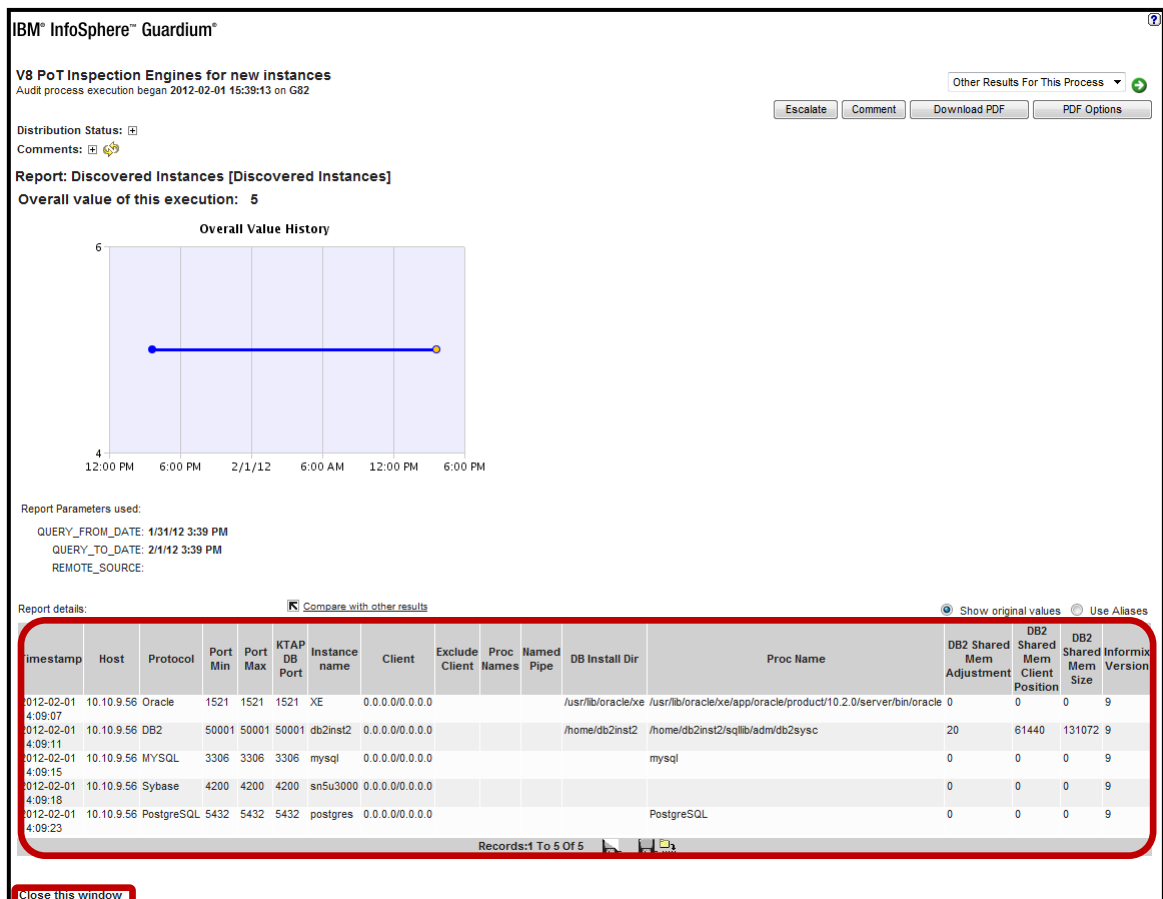 IBM® InfoSphere™ Guardium®
?
V8 PoT Inspection Engines for new instances
Audit process execution began 2012-02-01 15:39:13 on G82
Other Results For This Process
Escalate Comment Download PDF PDF Options
Distribution Status:
Comments:
Report: Discovered Instances [Discovered Instances]
Overall value of this execution: 5
Overall Value History
6
4
12:00 PM 6:00 PM 2/1/12 6:00 AM 12:00 PM 6:00 PM
Report Parameters used:
QUERY_FROM_DATE: 1/31/12 3:39 PM
QUERY_TO_DATE: 2/1/12 3:39 PM
REMOTE_SOURCE:
Report details: Compare with other results Show original values Use Aliases
Timestamp Host Protocol Port Min Port Max KTAP DB Port Instance name Client Exclude Client Proc Names Named Pipe DB Install Dir Proc Name DB2 Shared Mem Adjustment DB2 Shared Mem Client Position DB2 Shared Mem Size Informix Version
2012-02-01 10.10.9.56 Oracle 1521 1521 1521 XE 0.0.0.0/0.0.0.0 /usr/lib/oracle/xe /usr/lib/oracle/xe/app/oracle/product/10.2.0/server/bin/oracle 0 0 0 9
4:09:07
2012-02-01 10.10.9.56 DB2 50001 50001 50001 db2inst2 0.0.0.0/0.0.0.0 /home/db2inst2 /home/db2inst2/sqllib/adm/db2sysc 20 61440 131072 9
4:09:11
2012-02-01 10.10.9.56 MYSQL 3306 3306 3306 mysql 0.0.0.0/0.0.0.0 mysql 0 0 0 9
4:09:15
2012-02-01 10.10.9.56 Sybase 4200 4200 4200 sn5u3000 0.0.0.0/0.0.0.0 0 0 0 9
4:09:18
2012-02-01 10.10.9.56 PostgreSQL 5432 5432 5432 postgres 0.0.0.0/0.0.0.0 PostgreSQL 0 0 0 9
4:09:23
Records:1 To 5 Of 5
Close this window